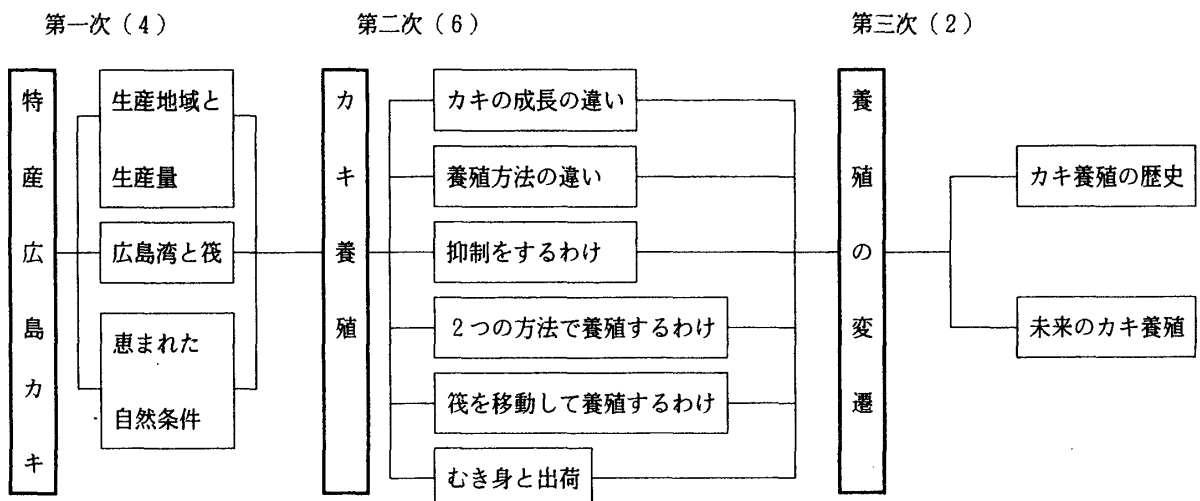 第一次（4）
第二次（6）
第三次（2）
特産広島カキ
生産地域と
生産量
広島湾と筏
恵まれた
自然条件
カキ養殖
カキの成長の違い
養殖方法の違い
抑制をするわけ
2つの方法で養殖するわけ
筏を移動して養殖するわけ
むき身と出荷
養殖の変遷
カキ養殖の歴史
未来のカキ養殖